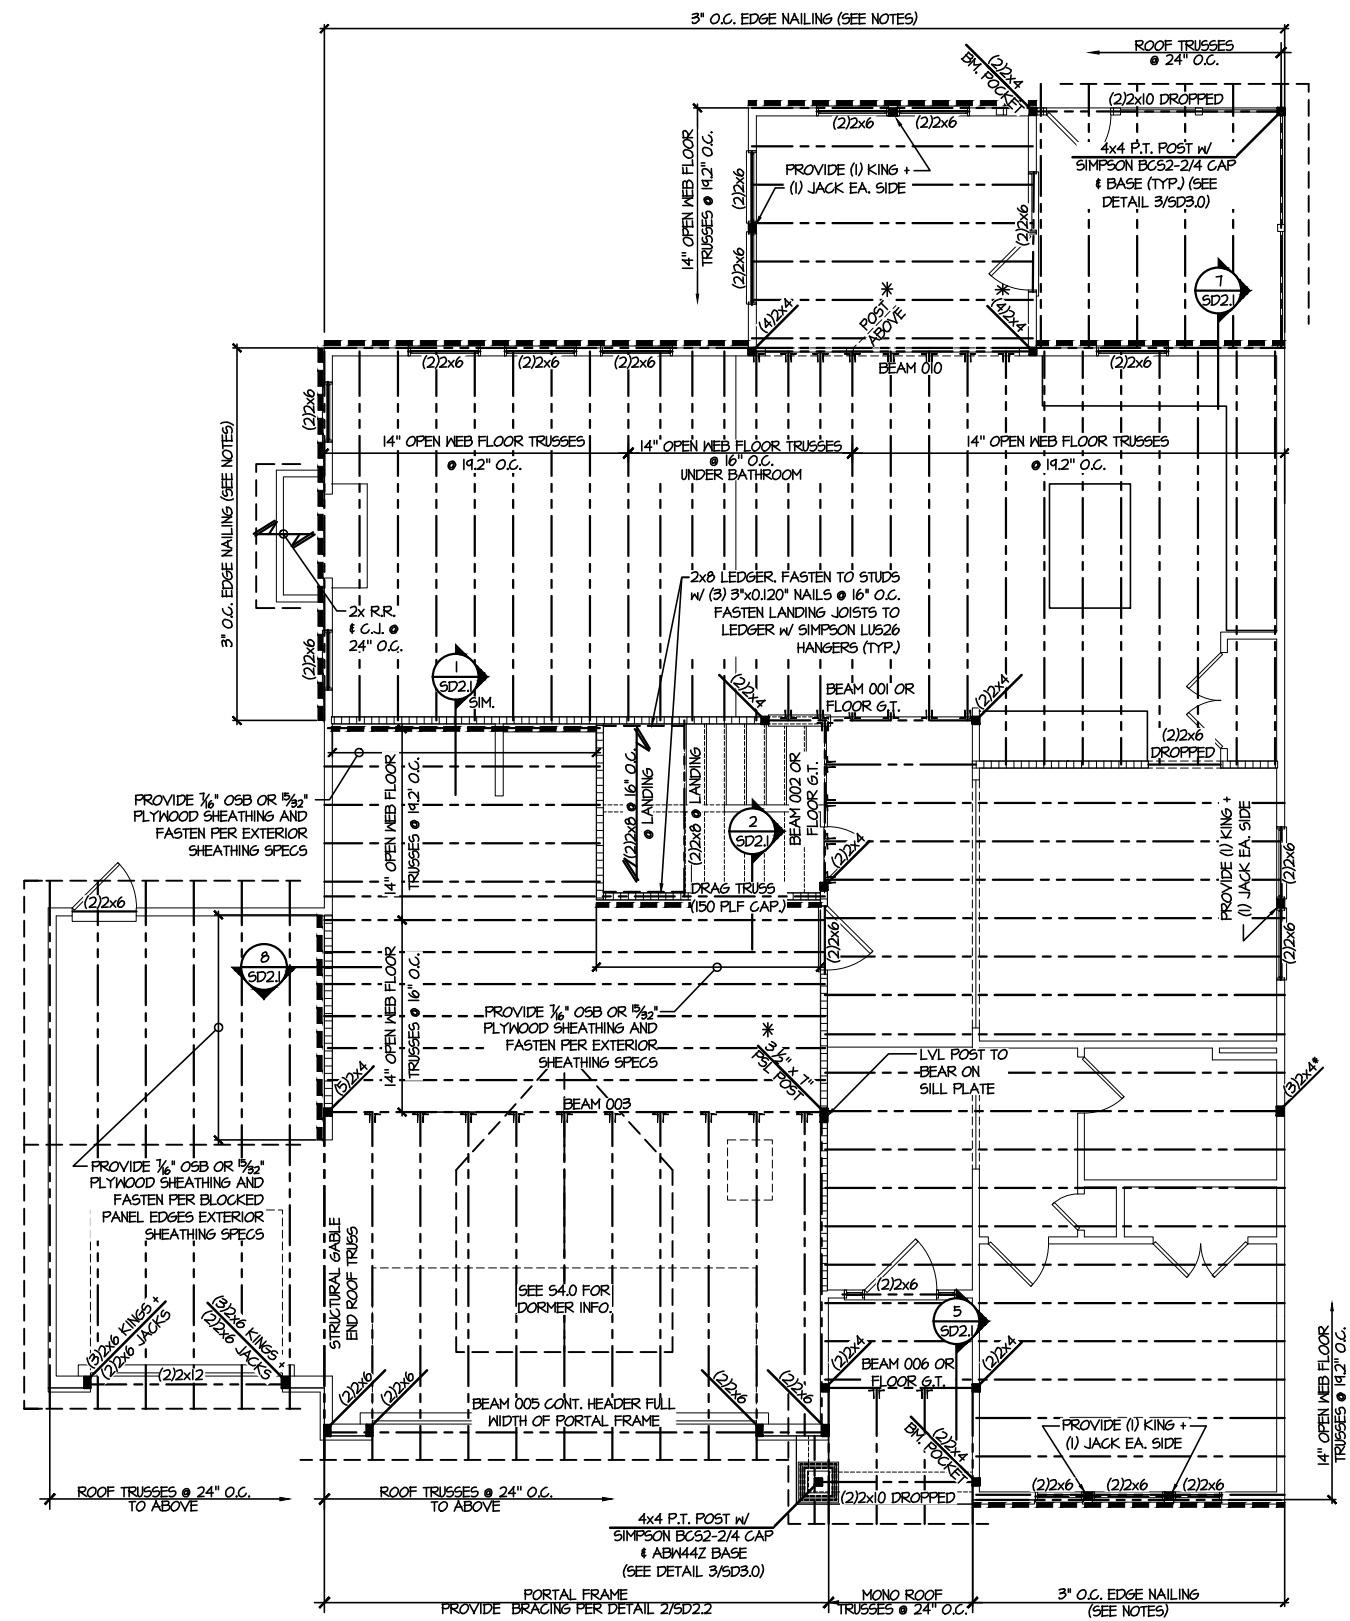 3" O.C. EDGE NAILING (SEE NOTES)
ROOF TRUSSES
@ 24" O.C.
(2)2x4
BM. POCKET
(2)2x10 DROPPED
(2)2x6
(2)2x6
14" OPEN WEB FLOOR
TRUSSES @ 19.2" O.C.
4x4 P.T. POST W/
SIMPSON BCS2-2/4 CAP
& BASE (TYP.) (SEE
DETAIL 3/SD3.0)
PROVIDE (1) KING +
(1) JACK EA. SIDE
(2)2x6
(2)2x6
(2)2x6
7
SD2.1
(4)2x4
* POST
ABOVE
*
(4)2x4
BEAM 010
(2)2x6
(2)2x6
(2)2x6
(2)2x6
(2)2x6
3" O.C. EDGE NAILING (SEE NOTES)
14" OPEN WEB FLOOR TRUSSES
@ 19.2" O.C.
14" OPEN WEB FLOOR TRUSSES
@ 16" O.C.
UNDER BATHROOM
14" OPEN WEB FLOOR TRUSSES
@ 19.2" O.C.
2x8 LEDGER. FASTEN TO STUDS
W/ (3) 3"x0.120" NAILS @ 16" O.C.
FASTEN LANDING JOISTS TO
LEDGER W/ SIMPSON LUS26
HANGERS (TYP.)
2x R.R.
& C.J. @
24" O.C.
(2)2x6
1
SD2.1
SIM.
(2)2x4
BEAM 001 OR
FLOOR G.T.
(2)2x4
(2)2x6
DROPPED
14" OPEN WEB FLOOR
TRUSSES @ 19.2' O.C.
(2)2x8 @ 16" O.C.
@ LANDING
(2)2x8 @ LANDING
BEAM 002 OR
FLOOR G.T.
2
SD2.1
(2)2x4
PROVIDE 7/16" OSB OR 15/32"
PLYWOOD SHEATHING AND
FASTEN PER EXTERIOR
SHEATHING SPECS
PROVIDE (1) KING +
(1) JACK EA. SIDE
(2)2x6
(2)2x6
(2)2x6
DRAG TRUSS
(150 PLF CAP.)
(2)2x6
8
SD2.1
14" OPEN WEB FLOOR
TRUSSES @ 16" O.C.
PROVIDE 7/16" OSB OR 15/32"
PLYWOOD SHEATHING AND
FASTEN PER EXTERIOR
SHEATHING SPECS
* 3 1/2" x 7"
PSL POST
LVL POST TO
BEAR ON
SILL PLATE
(5)2x4
BEAM 003
(3)2x4*
PROVIDE 7/16" OSB OR 15/32"
PLYWOOD SHEATHING AND
FASTEN PER BLOCKED
PANEL EDGES EXTERIOR
SHEATHING SPECS
STRUCTURAL GABLE
END ROOF TRUSS
SEE S4.0 FOR
DORMER INFO.
(2)2x6
5
SD2.1
(3)2x6 KINGS +
(2)2x6 JACKS
(3)2x6 KINGS +
(2)2x6 JACKS
(2)2x12
(2)2x6
(2)2x6
BEAM 005 CONT. HEADER FULL
WIDTH OF PORTAL FRAME
(2)2x6
(2)2x6
(2)2x4
BEAM 006 OR
FLOOR G.T.
(2)2x4
(2)2x4
BM. POCKET
PROVIDE (1) KING +
(1) JACK EA. SIDE
14" OPEN WEB FLOOR
TRUSSES @ 19.2" O.C.
(2)2x6
(2)2x6
(2)2x6
ROOF TRUSSES @ 24" O.C.
TO ABOVE
ROOF TRUSSES @ 24" O.C.
TO ABOVE
(2)2x10 DROPPED
4x4 P.T. POST W/
SIMPSON BCS2-2/4 CAP
& ABW44Z BASE
(SEE DETAIL 3/SD3.0)
PORTAL FRAME
PROVIDE BRACING PER DETAIL 2/SD2.2
MONO ROOF
TRUSSES @ 24" O.C.
3" O.C. EDGE NAILING
(SEE NOTES)